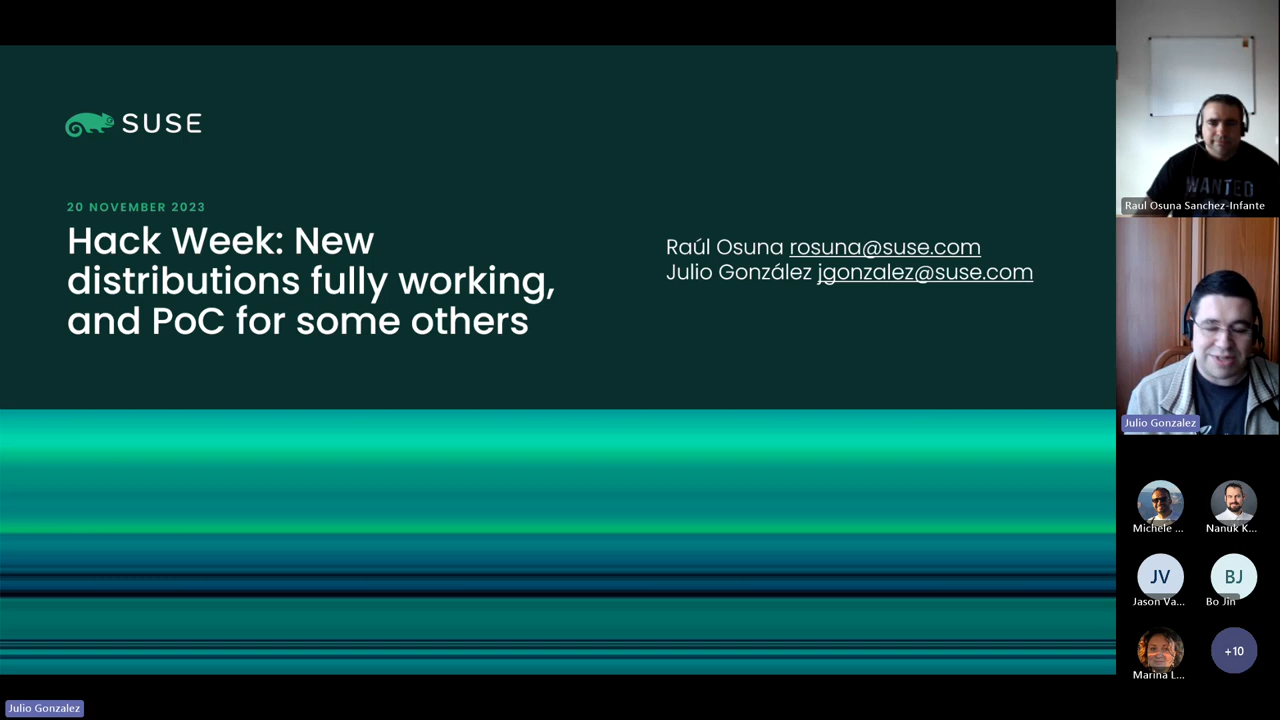 SUSE
20 NOVEMBER 2023
Hack Week: New
distributions fully working,
and PoC for some others
Raúl Osuna rosuna@suse.com
Julio González jgonzalez@suse.com
WANTED
Raul Osuna Sanchez-Infante
Julio Gonzalez
Michele ...
Nanuk K...
JV
Jason Va...
BJ
Bo Jin
Marina L...
+10
Julio Gonzalez